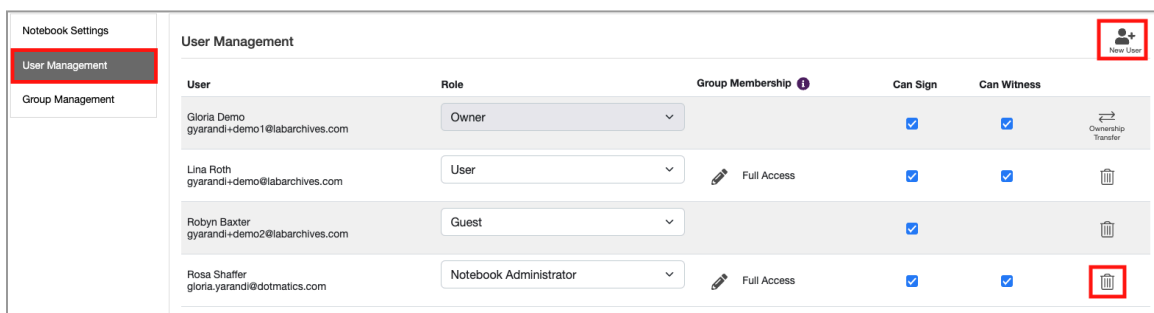 Notebook Settings
User Management
Group Management
User Management
New User
User Role Group Membership i Can Sign Can Witness
Gloria Demo
gyarandi+demo1@labarchives.com
Owner
Ownership
Transfer
Lina Roth
gyarandi+demo@labarchives.com
User
Full Access
Robyn Baxter
gyarandi+demo2@labarchives.com
Guest
Rosa Shaffer
gloria.yarandi@dotmatics.com
Notebook Administrator
Full Access